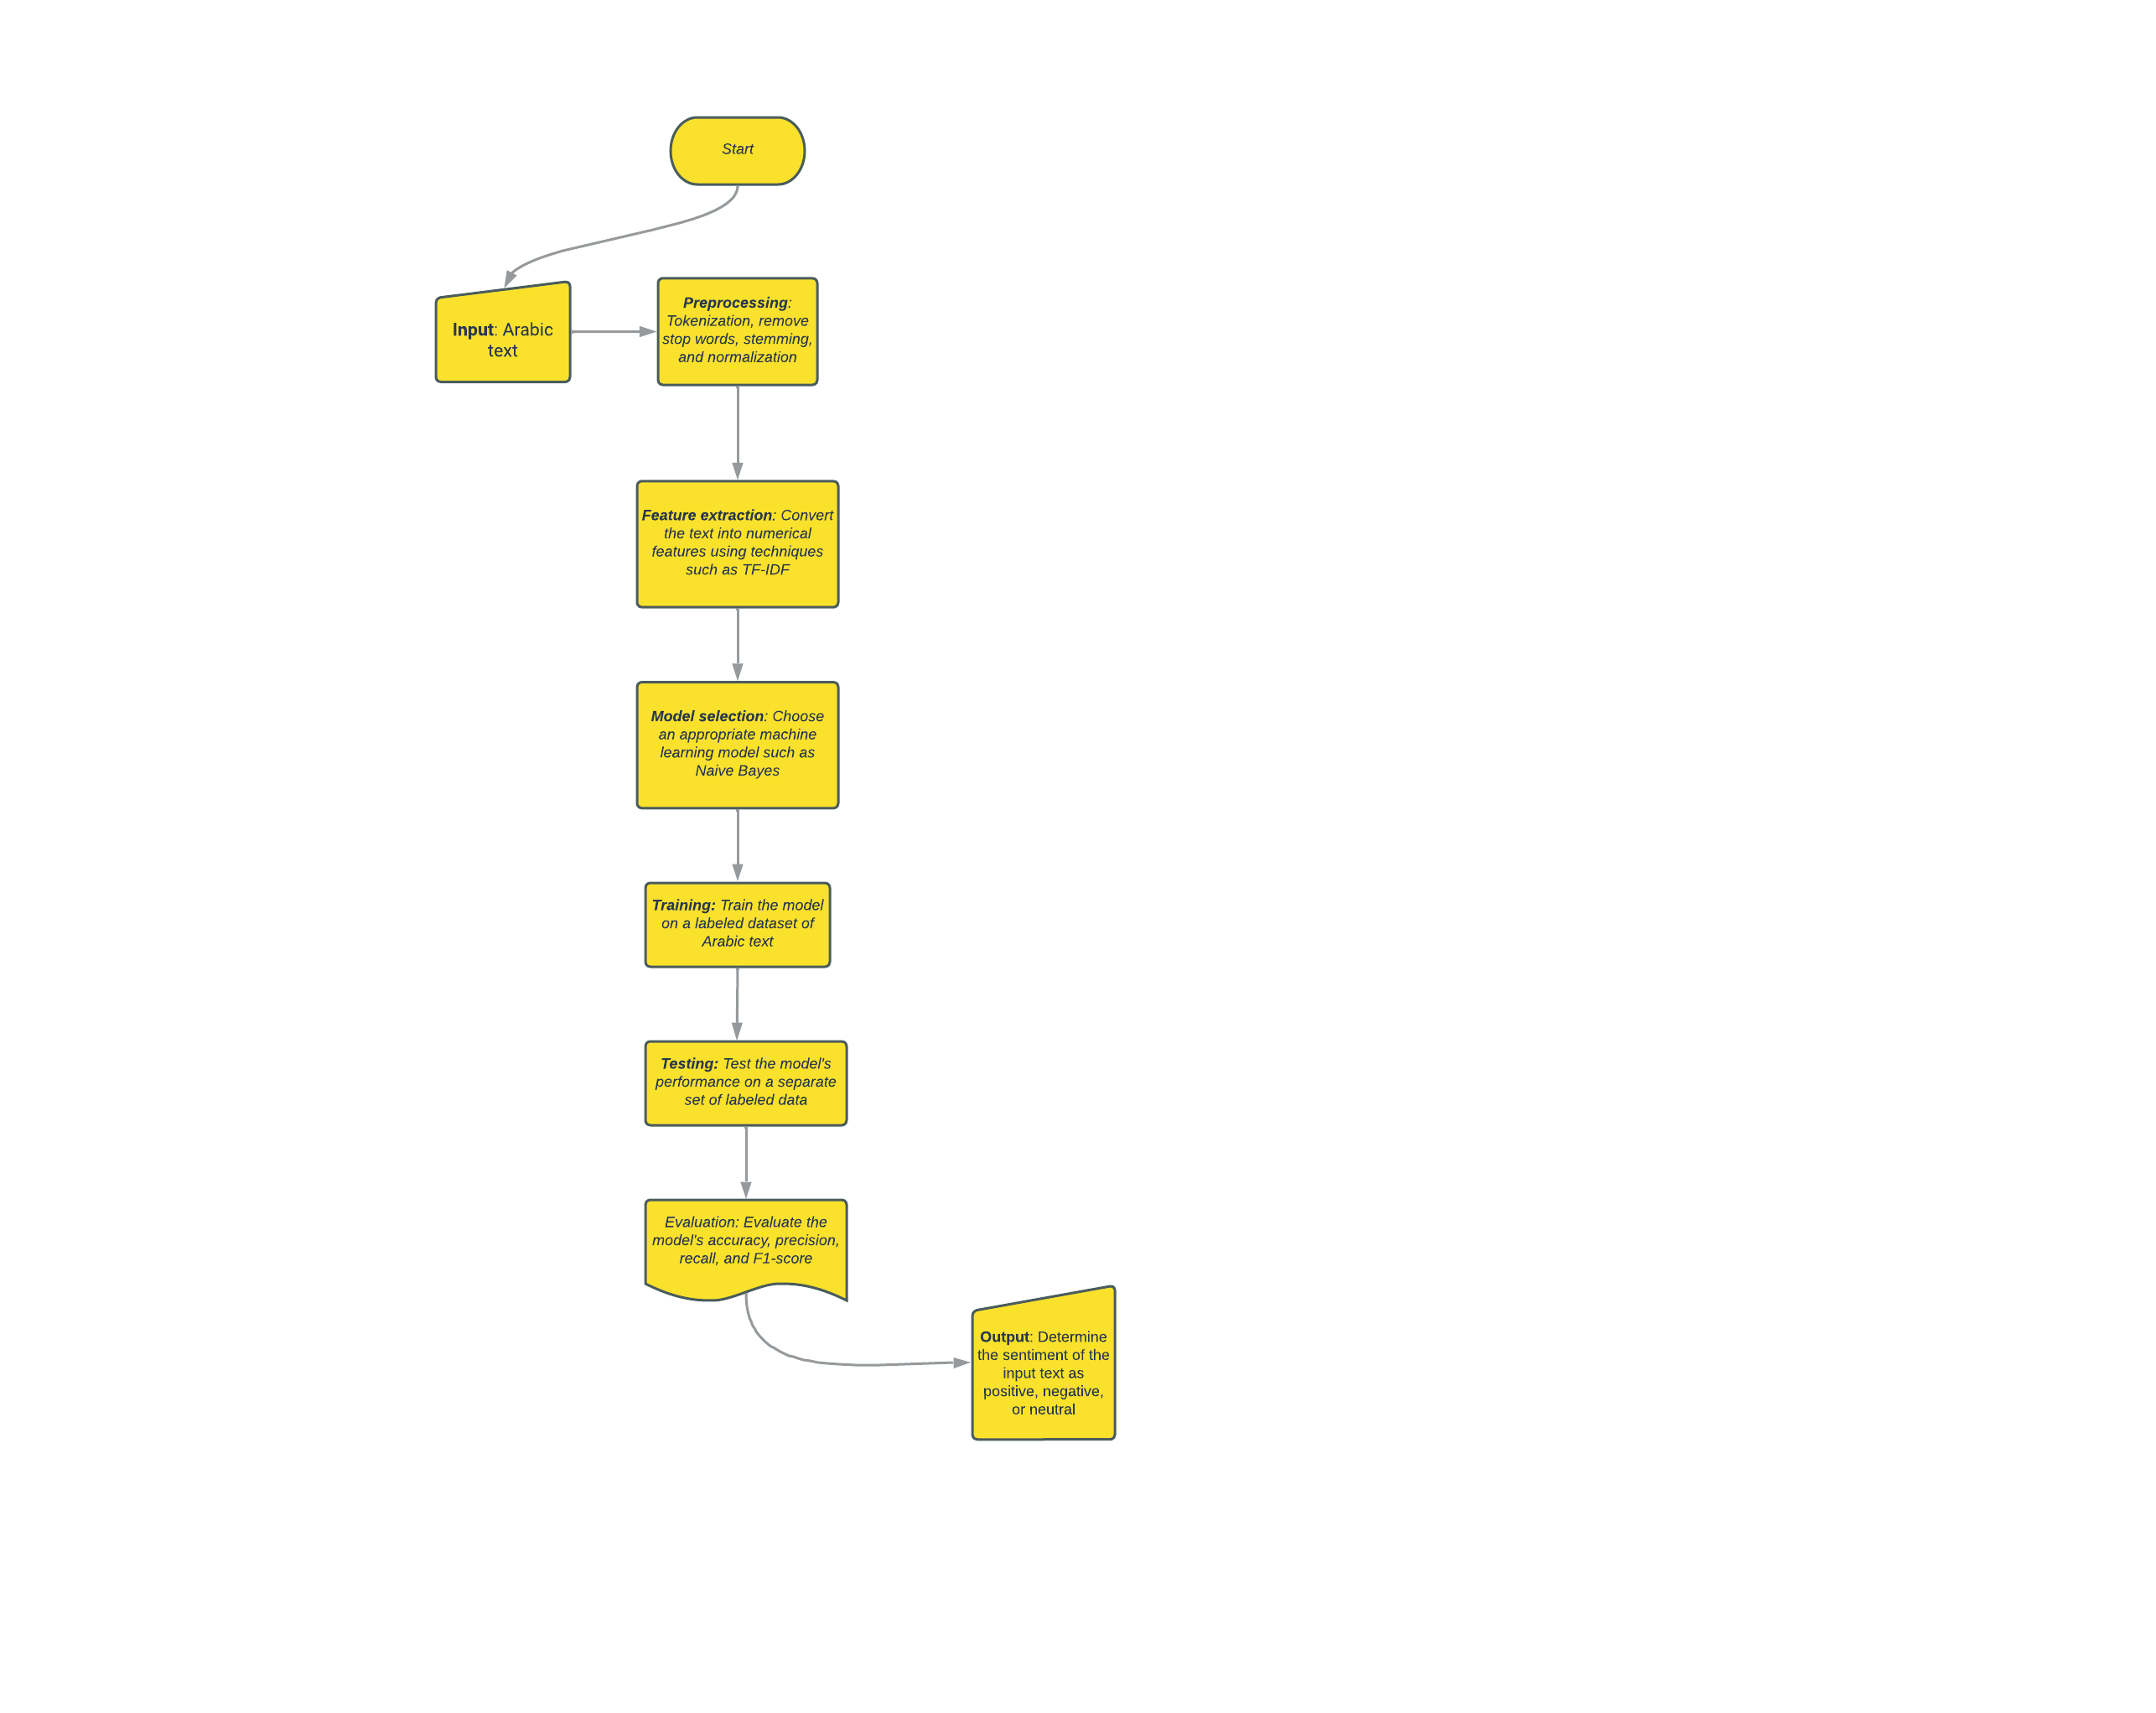 Start
Input: Arabic
text
Preprocessing:
Tokenization, remove
stop words, stemming,
and normalization
Feature extraction: Convert
the text into numerical
features using techniques
such as TF-IDF
Model selection: Choose
an appropriate machine
learning model such as
Naive Bayes
Training: Train the model
on a labeled dataset of
Arabic text
Testing: Test the model's
performance on a separate
set of labeled data
Evaluation: Evaluate the
model's accuracy, precision,
recall, and F1-score
Output: Determine
the sentiment of the
input text as
positive, negative,
or neutral